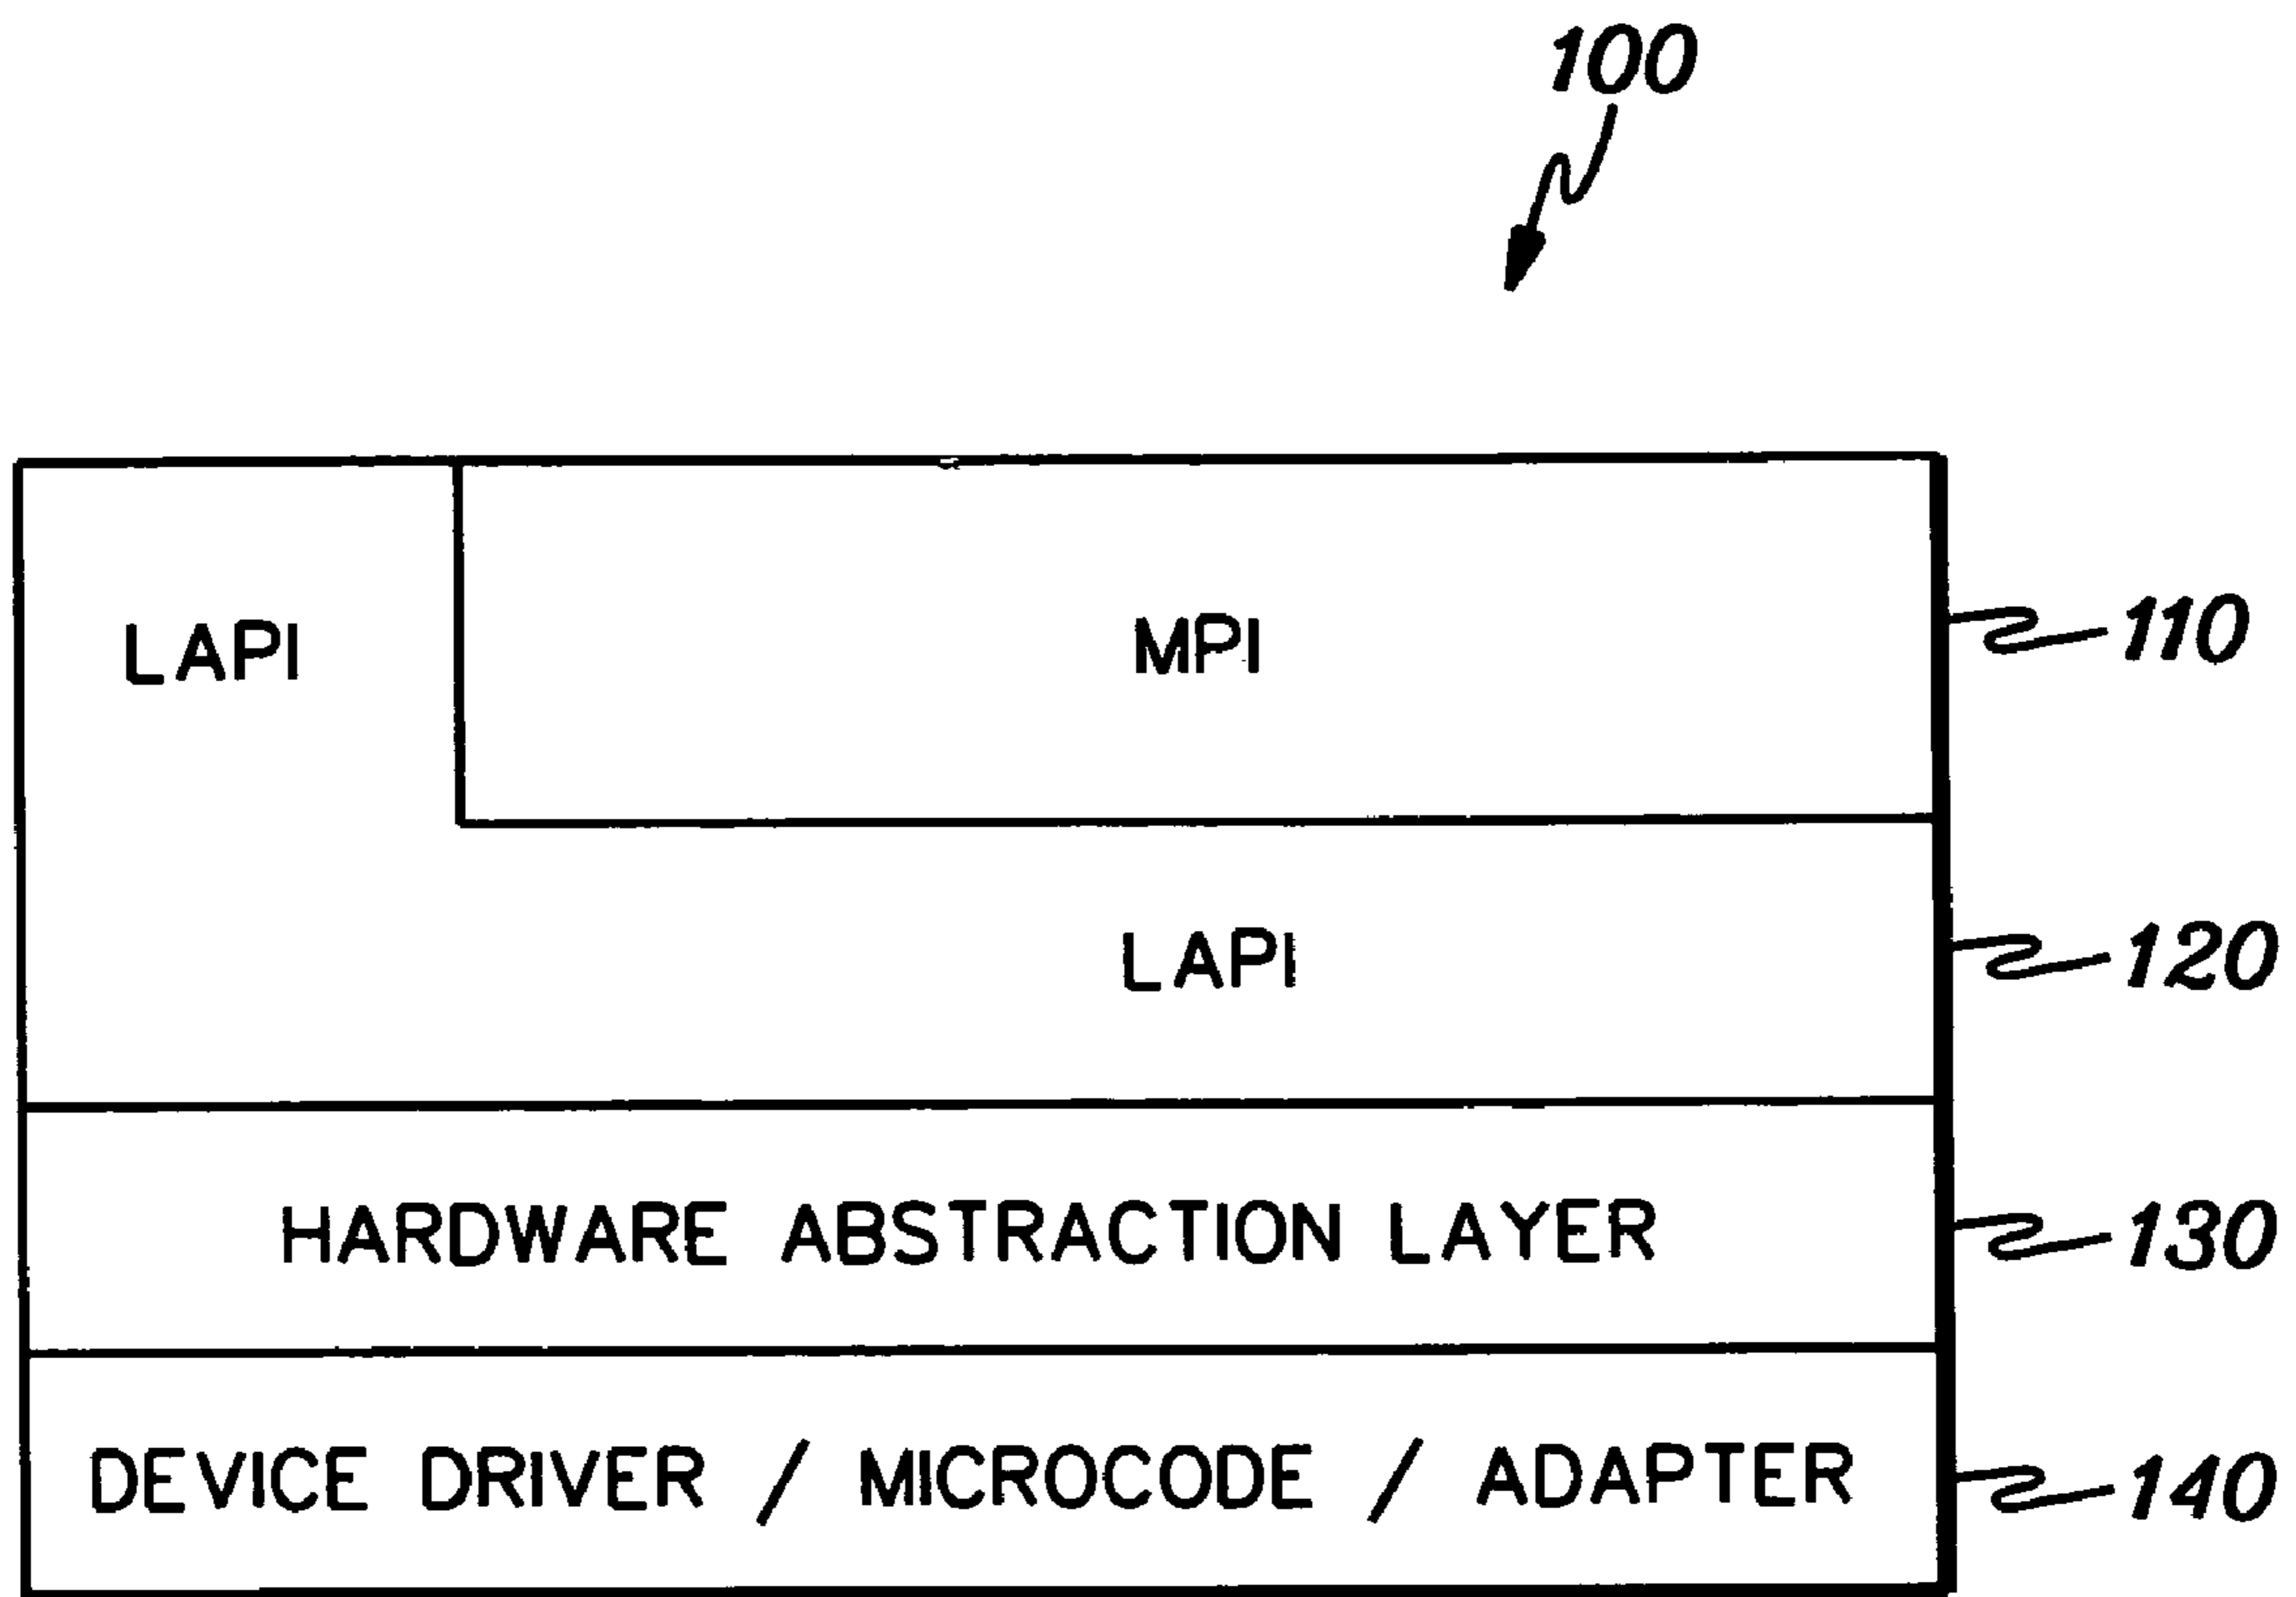 100
LAPI MPI 110
LAPI 120
HARDWARE ABSTRACTION LAYER 130
DEVICE DRIVER / MICROCODE / ADAPTER 140